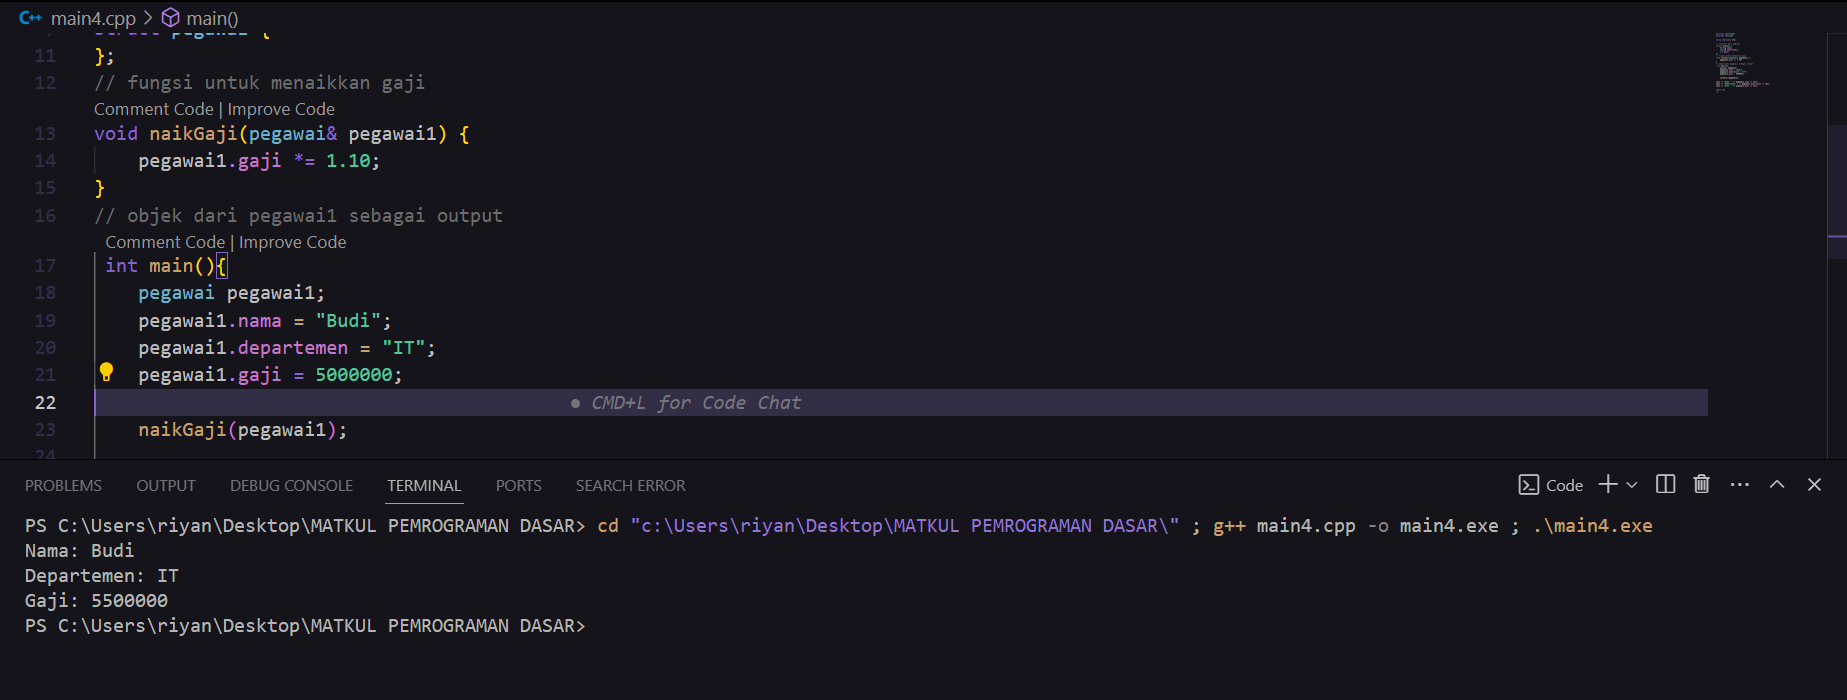 C++ main4.cpp > main()
struct pegawai {
11 };
12 // fungsi untuk menaikkan gaji
Comment Code | Improve Code
13 void naikGaji(pegawai& pegawai1) {
14 pegawai1.gaji *= 1.10;
15 }
16 // objek dari pegawai1 sebagai output
Comment Code | Improve Code
17 int main(){
18 pegawai pegawai1;
19 pegawai1.nama = "Budi";
20 pegawai1.departemen = "IT";
21 pegawai1.gaji = 5000000;
22 ● CMD+L for Code Chat
23 naikGaji(pegawai1);
24
PROBLEMS OUTPUT DEBUG CONSOLE TERMINAL PORTS SEARCH ERROR Code
PS C:\Users\riyan\Desktop\MATKUL PEMROGRAMAN DASAR> cd "c:\Users\riyan\Desktop\MATKUL PEMROGRAMAN DASAR\" ; g++ main4.cpp -o main4.exe ; .\main4.exe
Nama: Budi
Departemen: IT
Gaji: 5500000
PS C:\Users\riyan\Desktop\MATKUL PEMROGRAMAN DASAR>